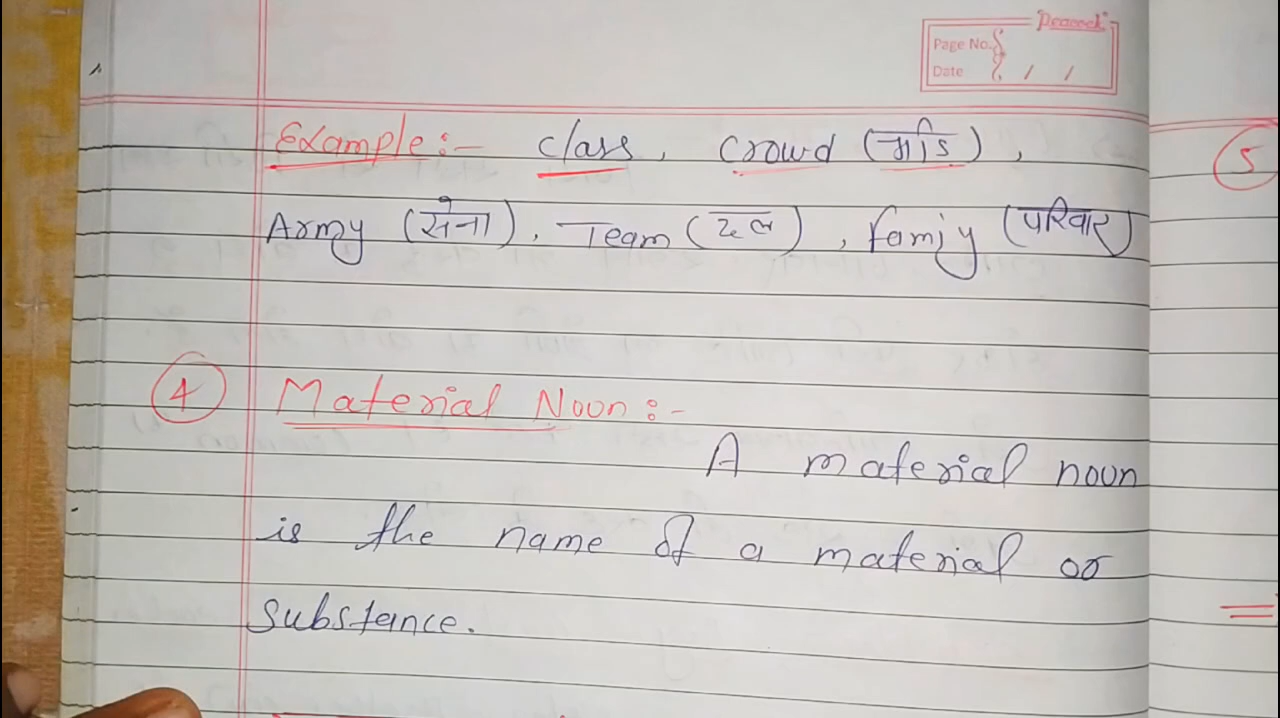 Peacock
Page No.
Date / /
Example:- class, Crowd (भीड),
Army (सेना), Team (दल), Famiy (परिवार)
5
4 Material Noun:-
A material noun
is the name of a material or
substance.